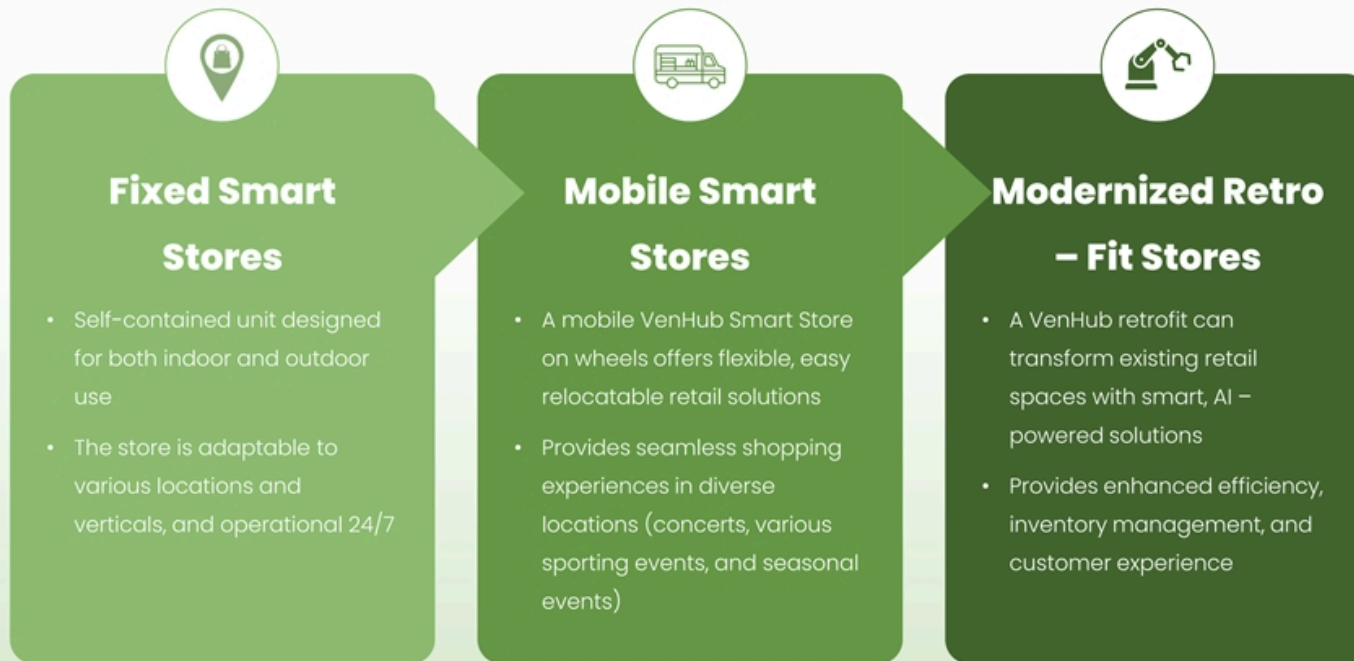 Fixed Smart
Stores
• Self-contained unit designed
for both indoor and outdoor
use
• The store is adaptable to
various locations and
verticals, and operational 24/7
Mobile Smart
Stores
• A mobile VenHub Smart Store
on wheels offers flexible, easy
relocatable retail solutions
• Provides seamless shopping
experiences in diverse
locations (concerts, various
sporting events, and seasonal
events)
Modernized Retro
– Fit Stores
• A VenHub retrofit can
transform existing retail
spaces with smart, AI –
powered solutions
• Provides enhanced efficiency,
inventory management, and
customer experience